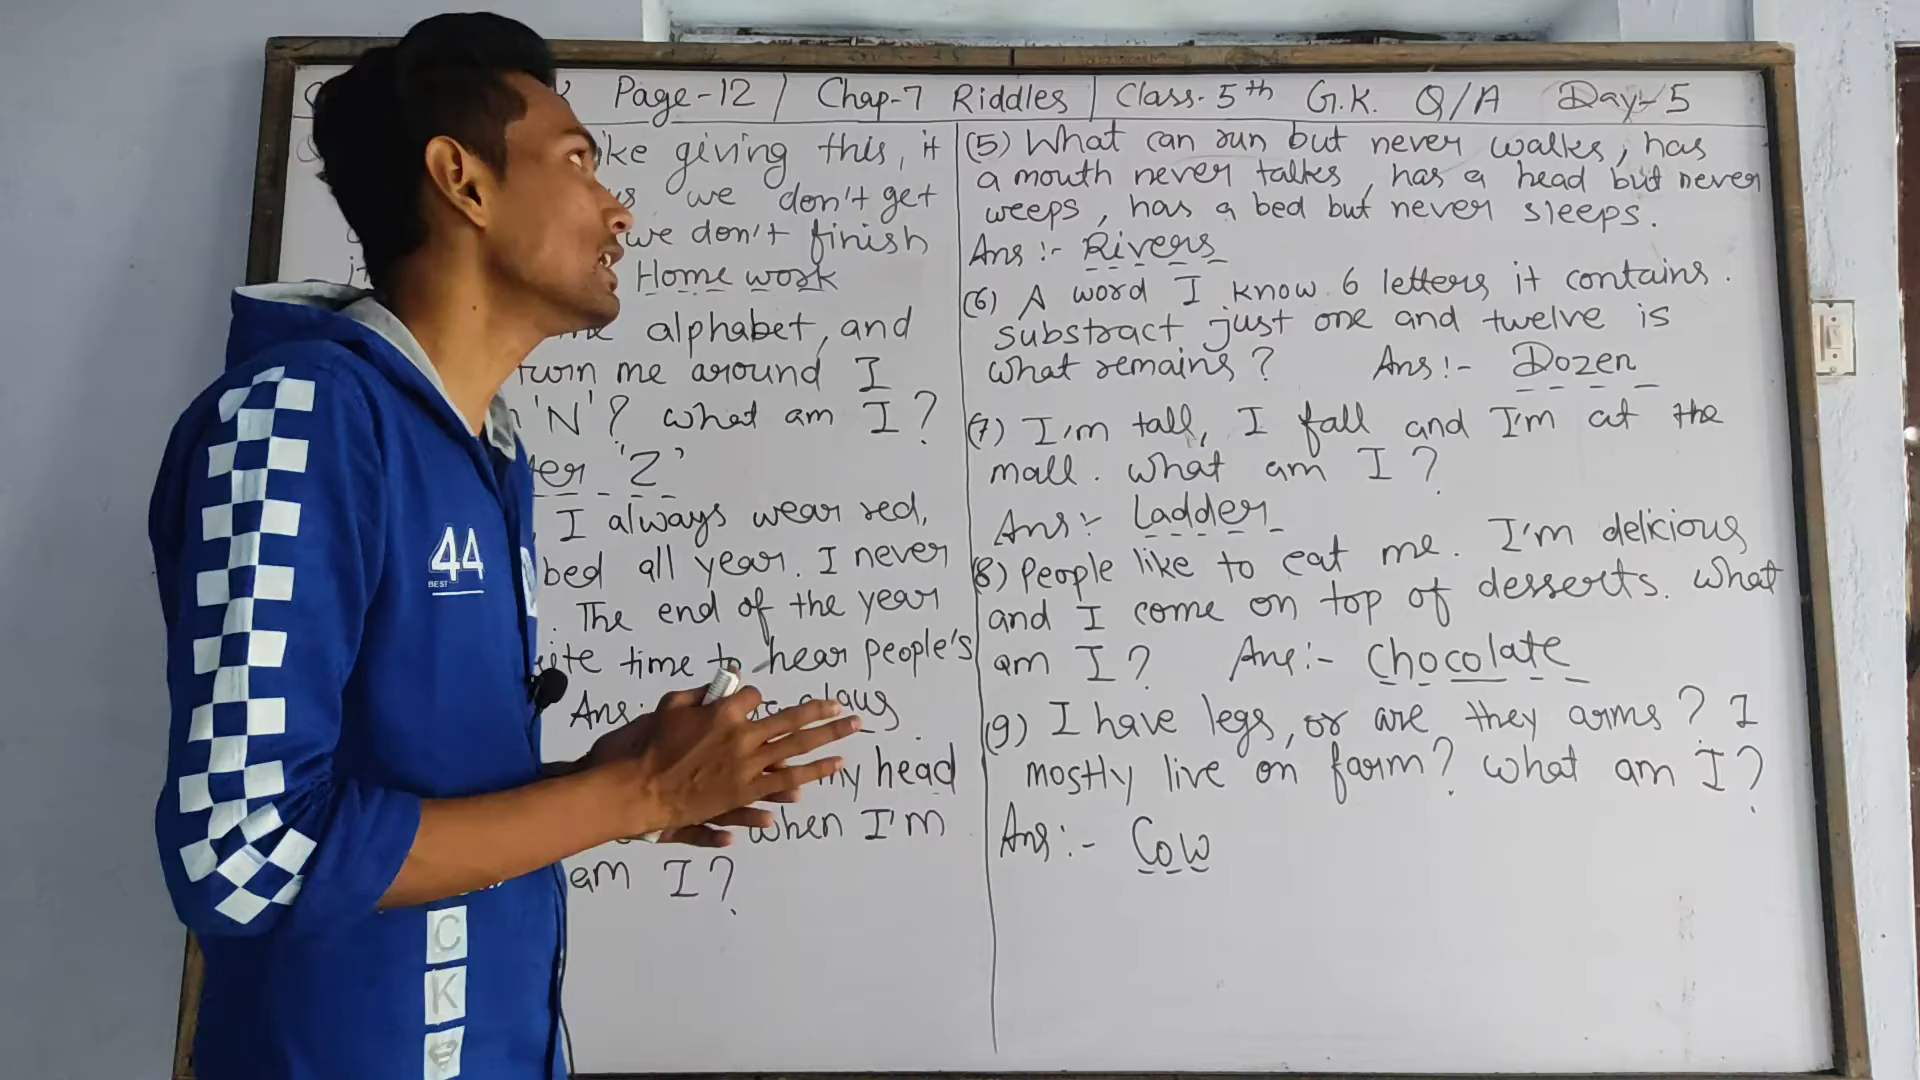 Page-12 / Chap-7 Riddles | Class-5th G.K. Q/A Day-5
giving this, it
we don't get
we don't finish
Home work
alphabet, and
turn me around I
'N'? what am I?
'Z'
I always wear red,
bed all year. I never
. The end of the year
time to hear people's
Ans:
my head
when I'm
am I?
(5) What can run but never walks, has
a mouth never talks, has a head but never
weeps, has a bed but never sleeps.
Ans:- Rivers
(6) A word I know 6 letters it contains.
substract just one and twelve is
what remains? Ans:- Dozen
(7) I'm tall, I fall and I'm at the
mall. what am I?
Ans:- Ladder
(8) People like to eat me. I'm delicious
and I come on top of desserts. what
am I? Ans:- Chocolate
(9) I have legs, or are they arms? I
mostly live on farm? what am I?
Ans:- Cow
44
BEST
C
K